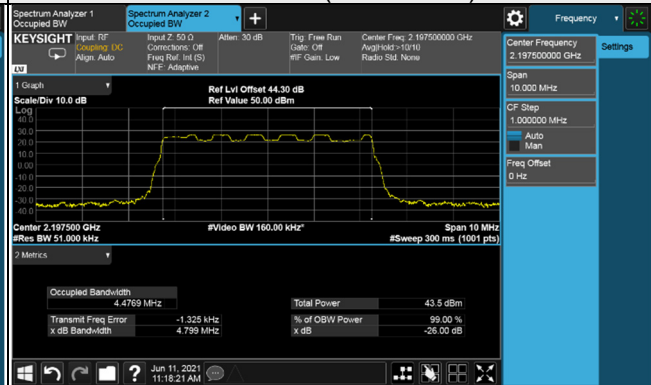 Spectrum Analyzer 1
Occupied BW
Spectrum Analyzer 2
Occupied BW
Frequency
KEYSIGHT
Input: RF
Coupling: DC
Align: Auto
Input Z: 50 Ω
Corrections: Off
Freq Ref: Int (S)
NFE: Adaptive
Atten: 30 dB
Trig: Free Run
Gate: Off
#IF Gain: Low
Center Freq: 2.197500000 GHz
Avg|Hold>10/10
Radio Std: None
LXI
Center Frequency
2.197500000 GHz
Settings
Span
10.000 MHz
CF Step
1.000000 MHz
Auto
Man
Freq Offset
0 Hz
1 Graph
Scale/Div 10.0 dB
Ref Lvl Offset 44.30 dB
Ref Value 50.00 dBm
Log
40.0
30.0
20.0
10.0
0.00
-10.0
-20.0
-30.0
-40.0
Center 2.197500 GHz
#Res BW 51.000 kHz
#Video BW 160.00 kHz*
Span 10 MHz
#Sweep 300 ms (1001 pts)
2 Metrics
Occupied Bandwidth
4.4769 MHz
Total Power
43.5 dBm
Transmit Freq Error
-1.325 kHz
% of OBW Power
99.00 %
x dB Bandwidth
4.799 MHz
x dB
-26.00 dB
?
Jun 11, 2021
11:18:21 AM